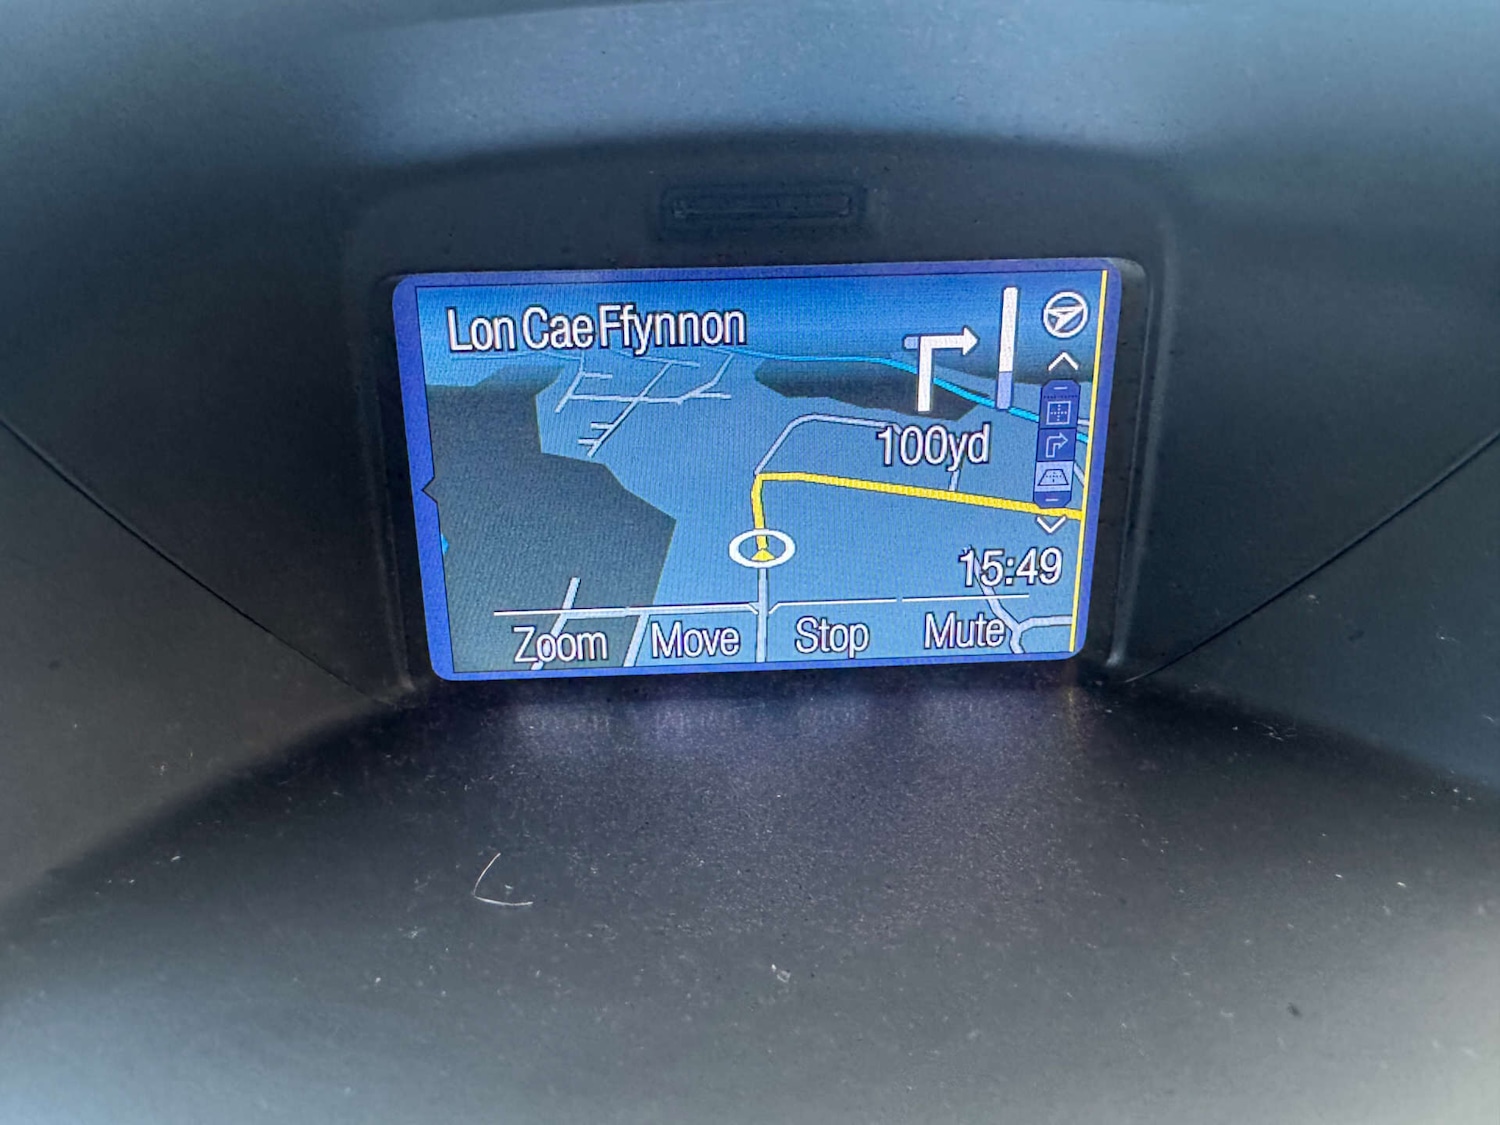 Lon Cae Ffynnon
100yd
15:49
Zoom Move Stop Mute